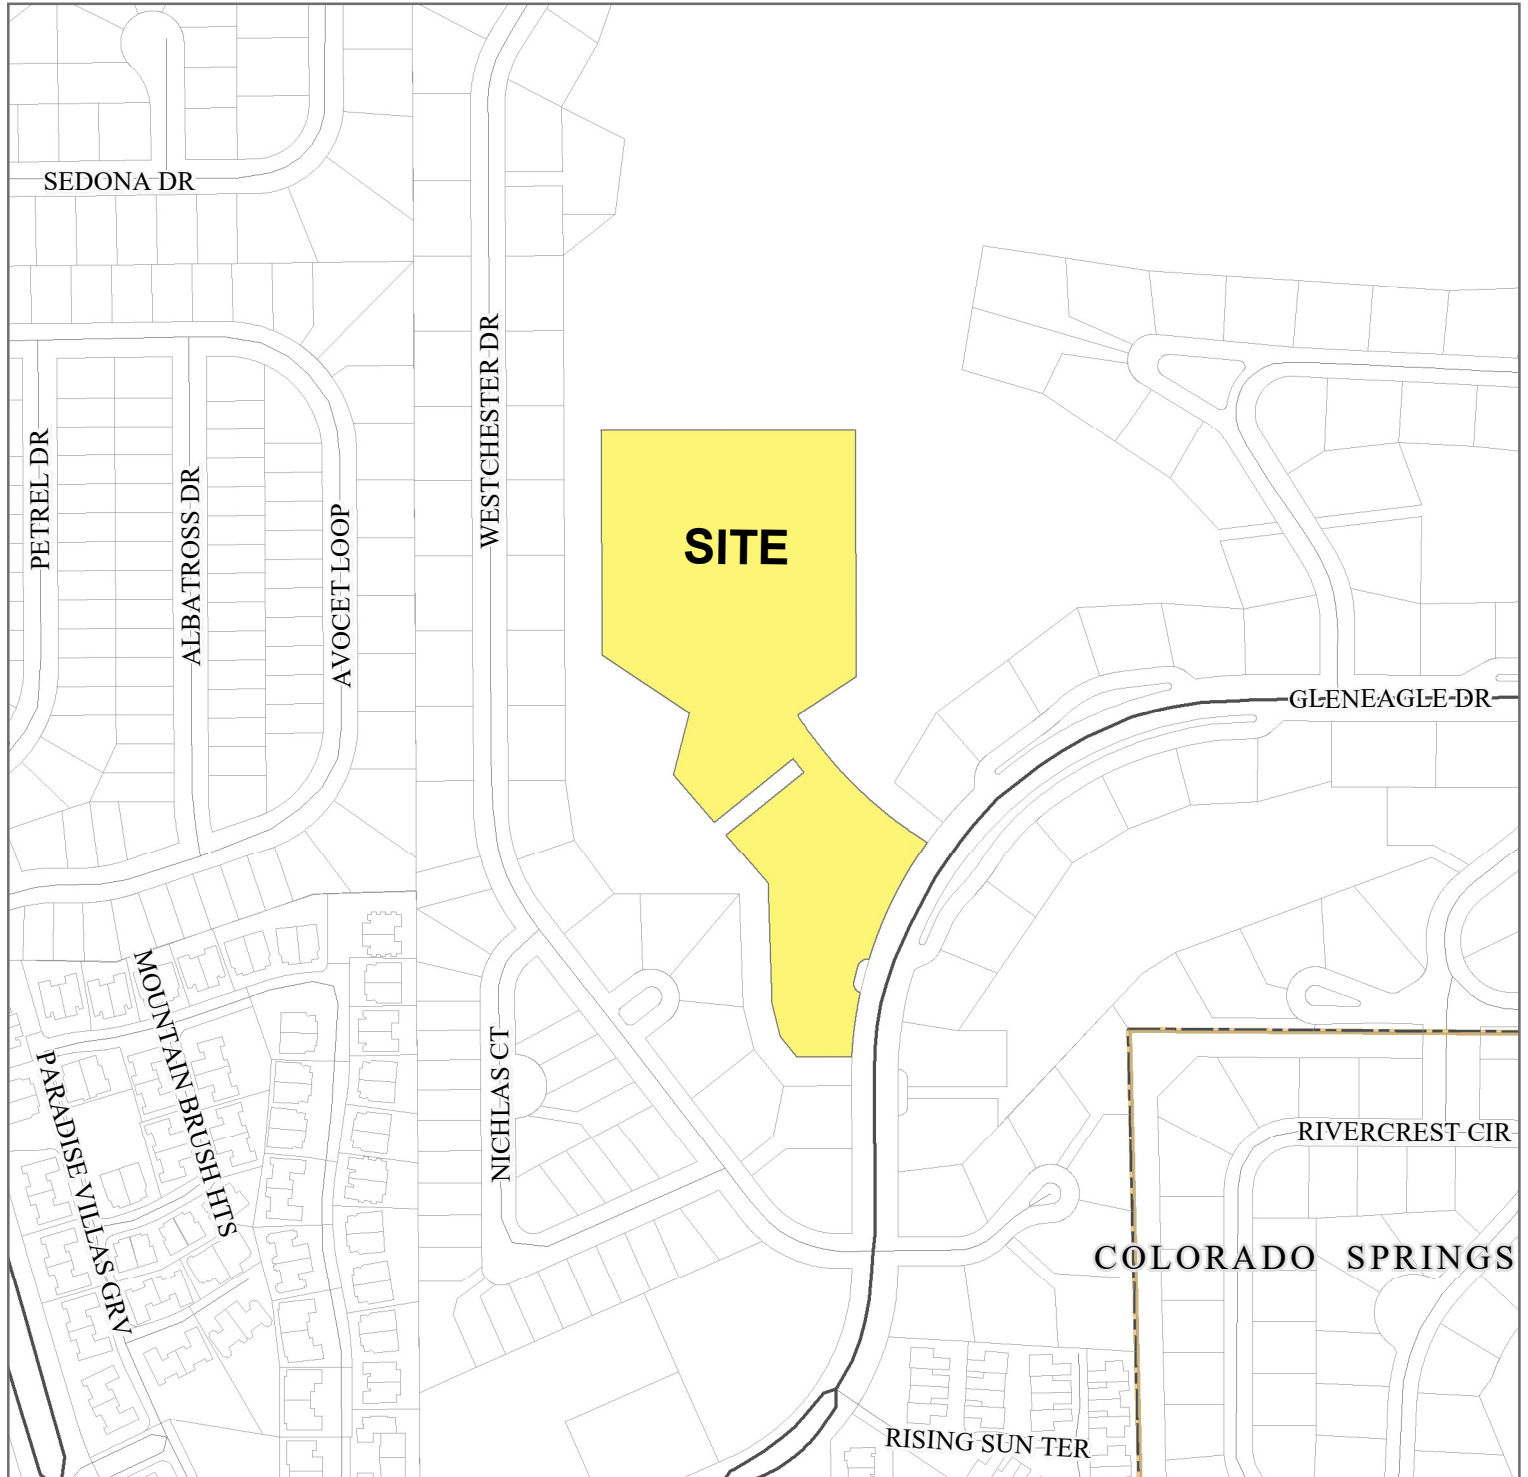 SEDONA DR
WESTCHESTER DR
PETREL DR
ALBATROSS DR
AVOCET LOOP
SITE
GLENEAGLE DR
MOUNTAIN BRUSH HTS
PARADISE VILLAS GRV
NICHLAS CT
RIVERCREST CIR
COLORADO SPRINGS
RISING SUN TER